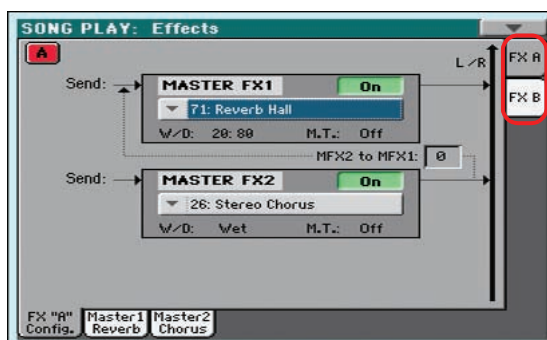 SONG PLAY: Effects
A
L/R
FX A
FX B
Send:
MASTER FX1
On
71: Reverb Hall
W/D: 20:80 M.T.: Off
MFX2 to MFX1: 0
Send:
MASTER FX2
On
26: Stereo Chorus
W/D: Wet M.T.: Off
FX "A" Config.
Master1 Reverb
Master2 Chorus